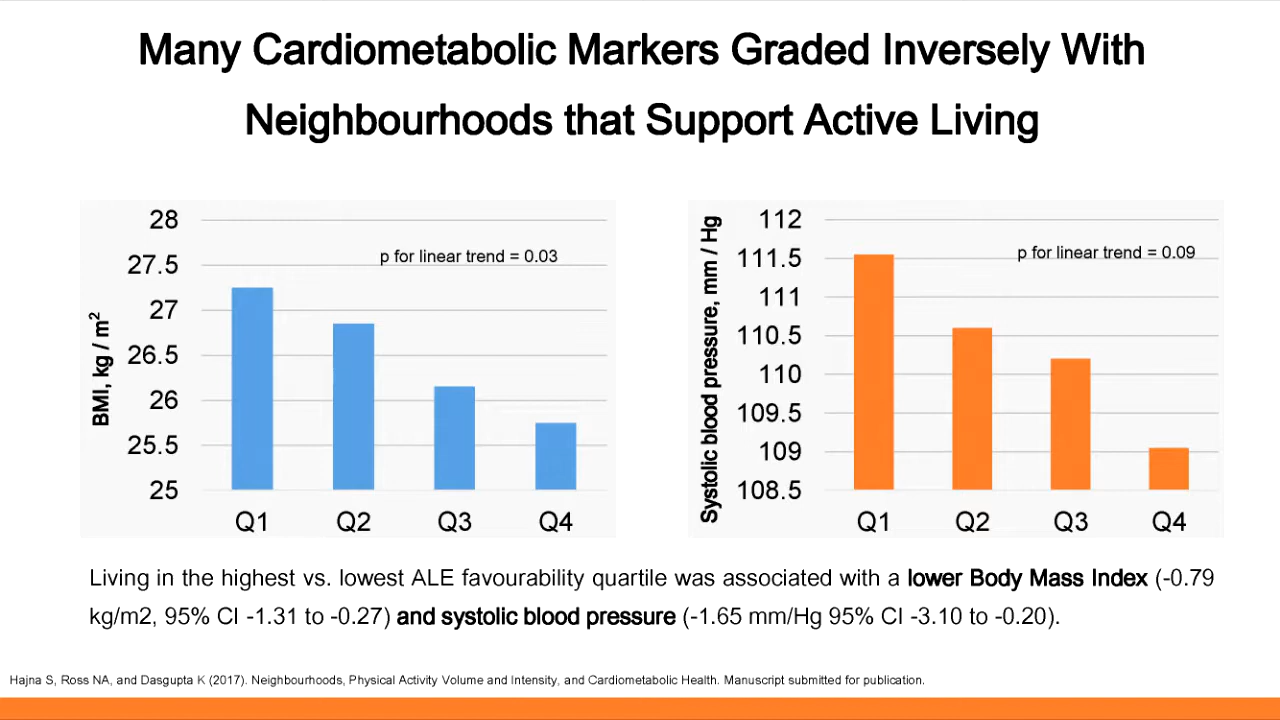 Many Cardiometabolic Markers Graded Inversely With
Neighbourhoods that Support Active Living
BMI, kg / m²
28
27.5
27
26.5
26
25.5
25
p for linear trend = 0.03
Q1 Q2 Q3 Q4
Systolic blood pressure, mm / Hg
112
111.5
111
110.5
110
109.5
109
108.5
p for linear trend = 0.09
Q1 Q2 Q3 Q4
Living in the highest vs. lowest ALE favourability quartile was associated with a lower Body Mass Index (-0.79
kg/m2, 95% CI -1.31 to -0.27) and systolic blood pressure (-1.65 mm/Hg 95% CI -3.10 to -0.20).
Hajna S, Ross NA, and Dasgupta K (2017). Neighbourhoods, Physical Activity Volume and Intensity, and Cardiometabolic Health. Manuscript submitted for publication.